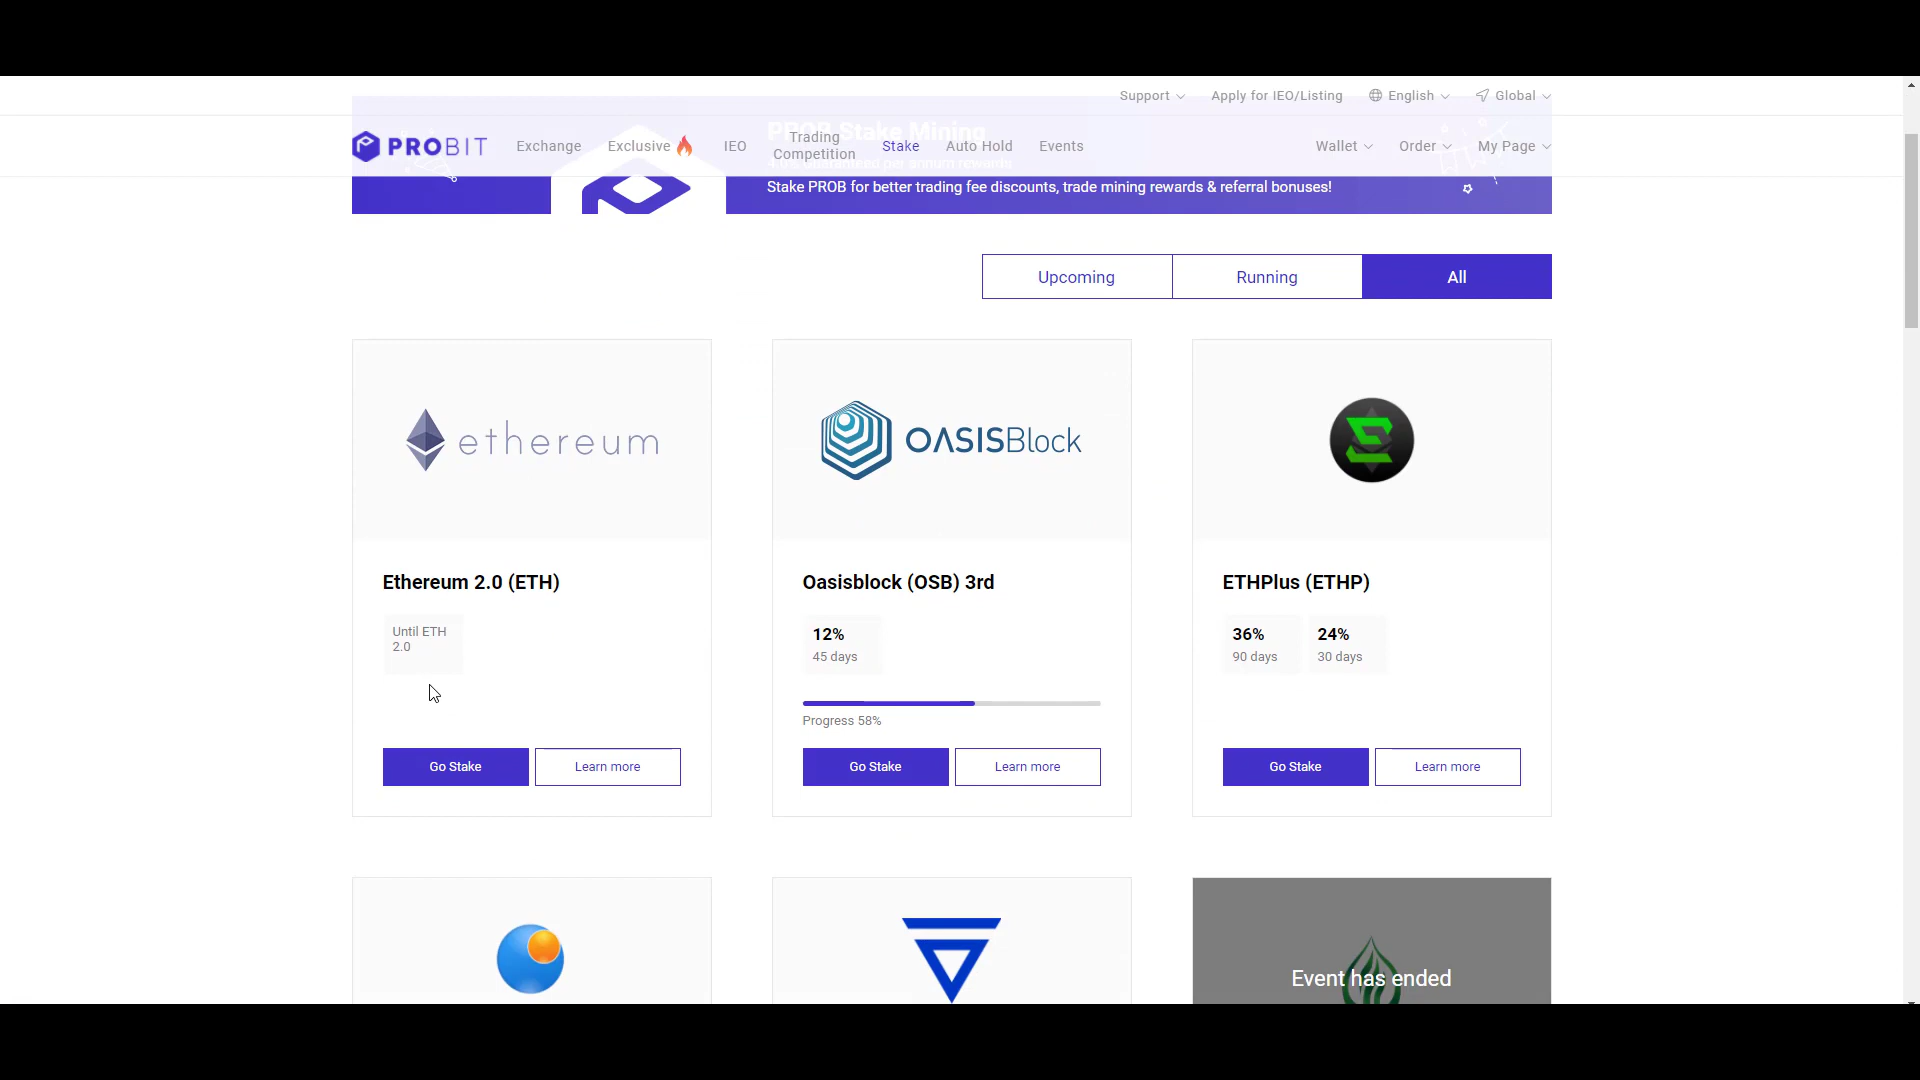 Support
Apply for IEO/Listing
English
Global
PROBIT
Exchange
Exclusive
IEO
Trading
Competition
Stake
Auto Hold
Events
Wallet
Order
My Page
PROB Stake Mining
Stake PROB for better trading fee discounts, trade mining rewards & referral bonuses!
Upcoming
Running
All
ethereum
OASISBlock
Ethereum 2.0 (ETH)
Until ETH
2.0
Go Stake
Learn more
Oasisblock (OSB) 3rd
12%
45 days
Progress 58%
Go Stake
Learn more
ETHPlus (ETHP)
36%
90 days
24%
30 days
Go Stake
Learn more
Event has ended